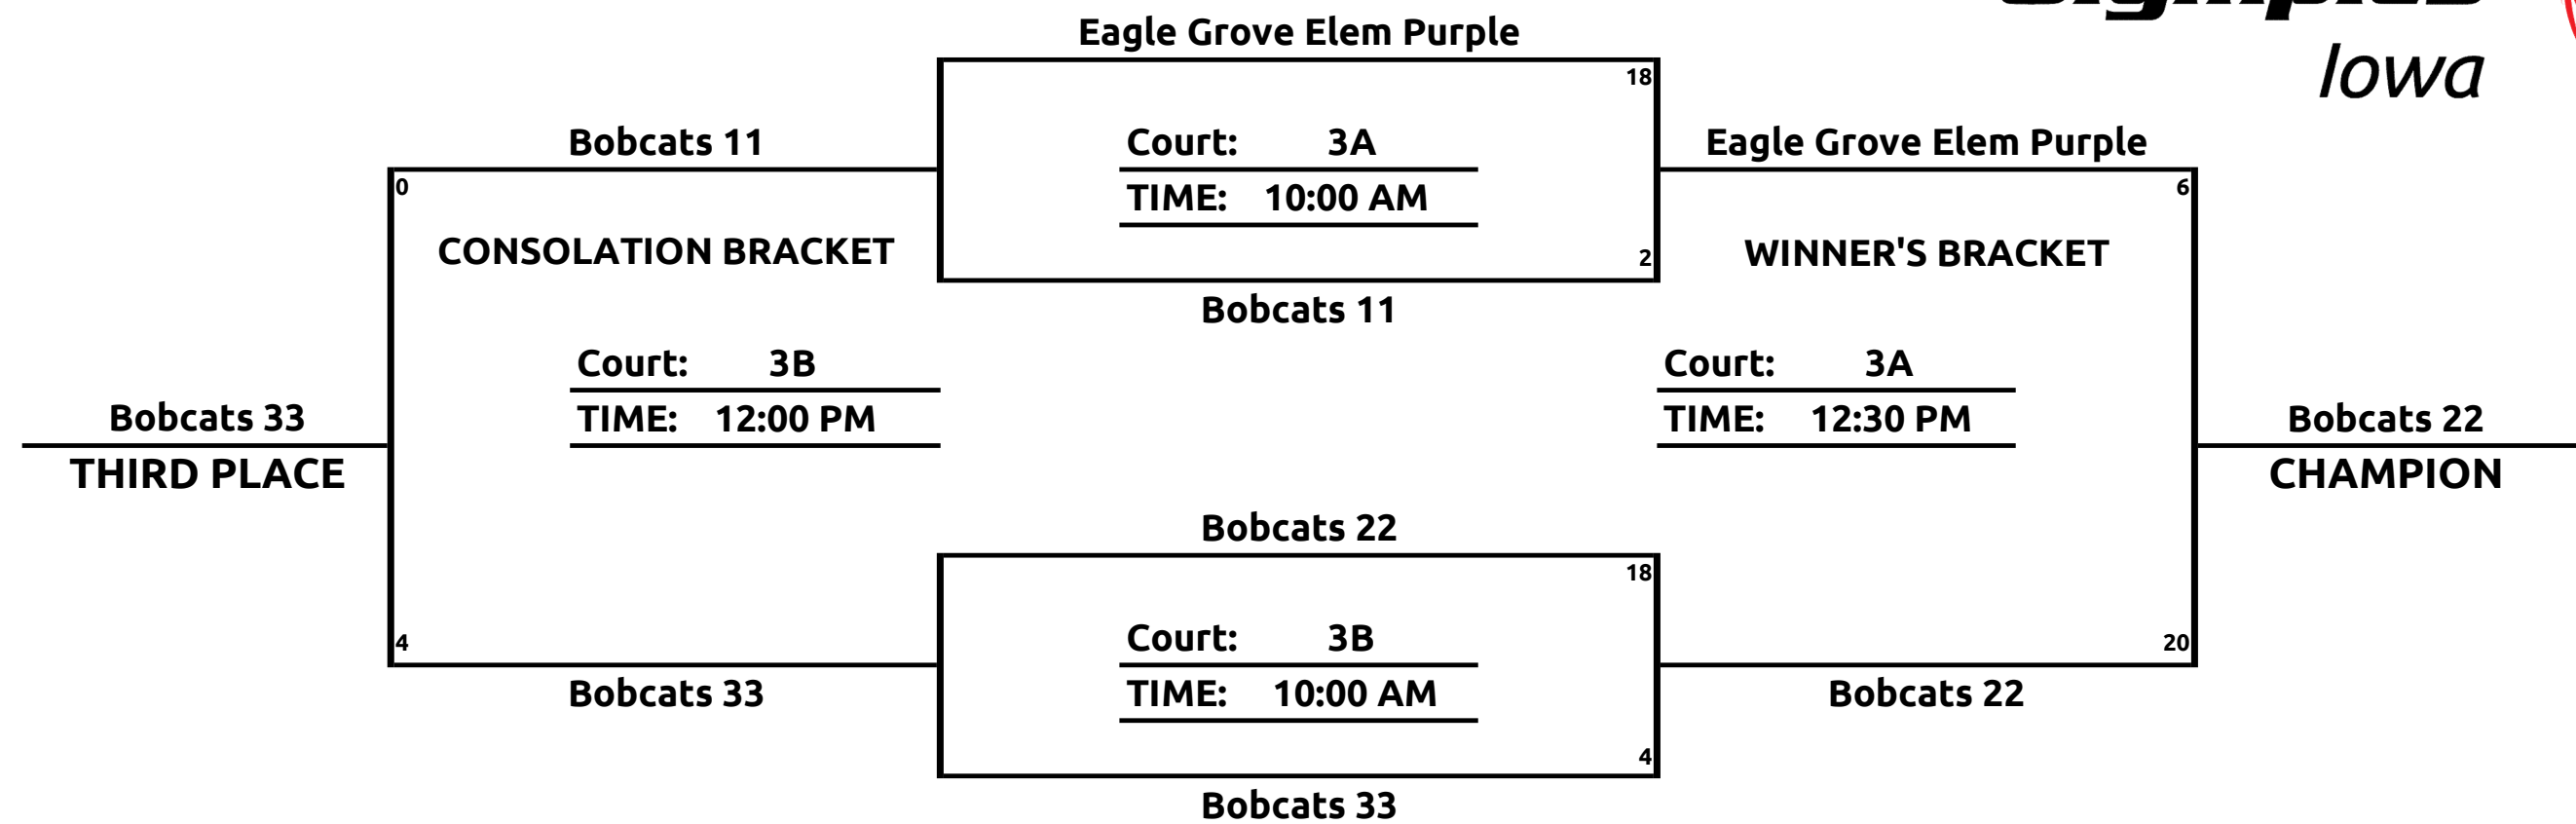 Eagle Grove Elem Purple
18
Iowa
Bobcats 11
Court: 3A
Eagle Grove Elem Purple
0
TIME: 10:00 AM
6
CONSOLATION BRACKET
2
WINNER'S BRACKET
Bobcats 11
Court: 3B
Court: 3A
Bobcats 33
TIME: 12:00 PM
TIME: 12:30 PM
Bobcats 22
THIRD PLACE
CHAMPION
Bobcats 22
18
4
Court: 3B
20
Bobcats 33
TIME: 10:00 AM
Bobcats 22
4
Bobcats 33